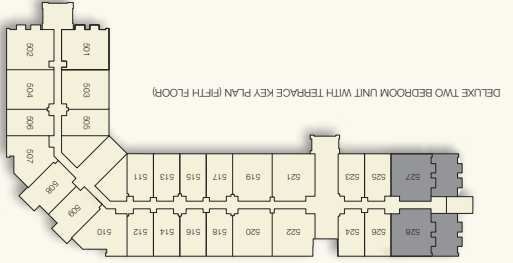 528 526 524 522 520 518 516 514 512 510
509
508
527 525 523 521 519 517 515 513 511
507
505 506
DELUXE TWO BEDROOM UNIT WITH TERRACE KEY PLAN (FIFTH FLOOR)
503 504
501 502